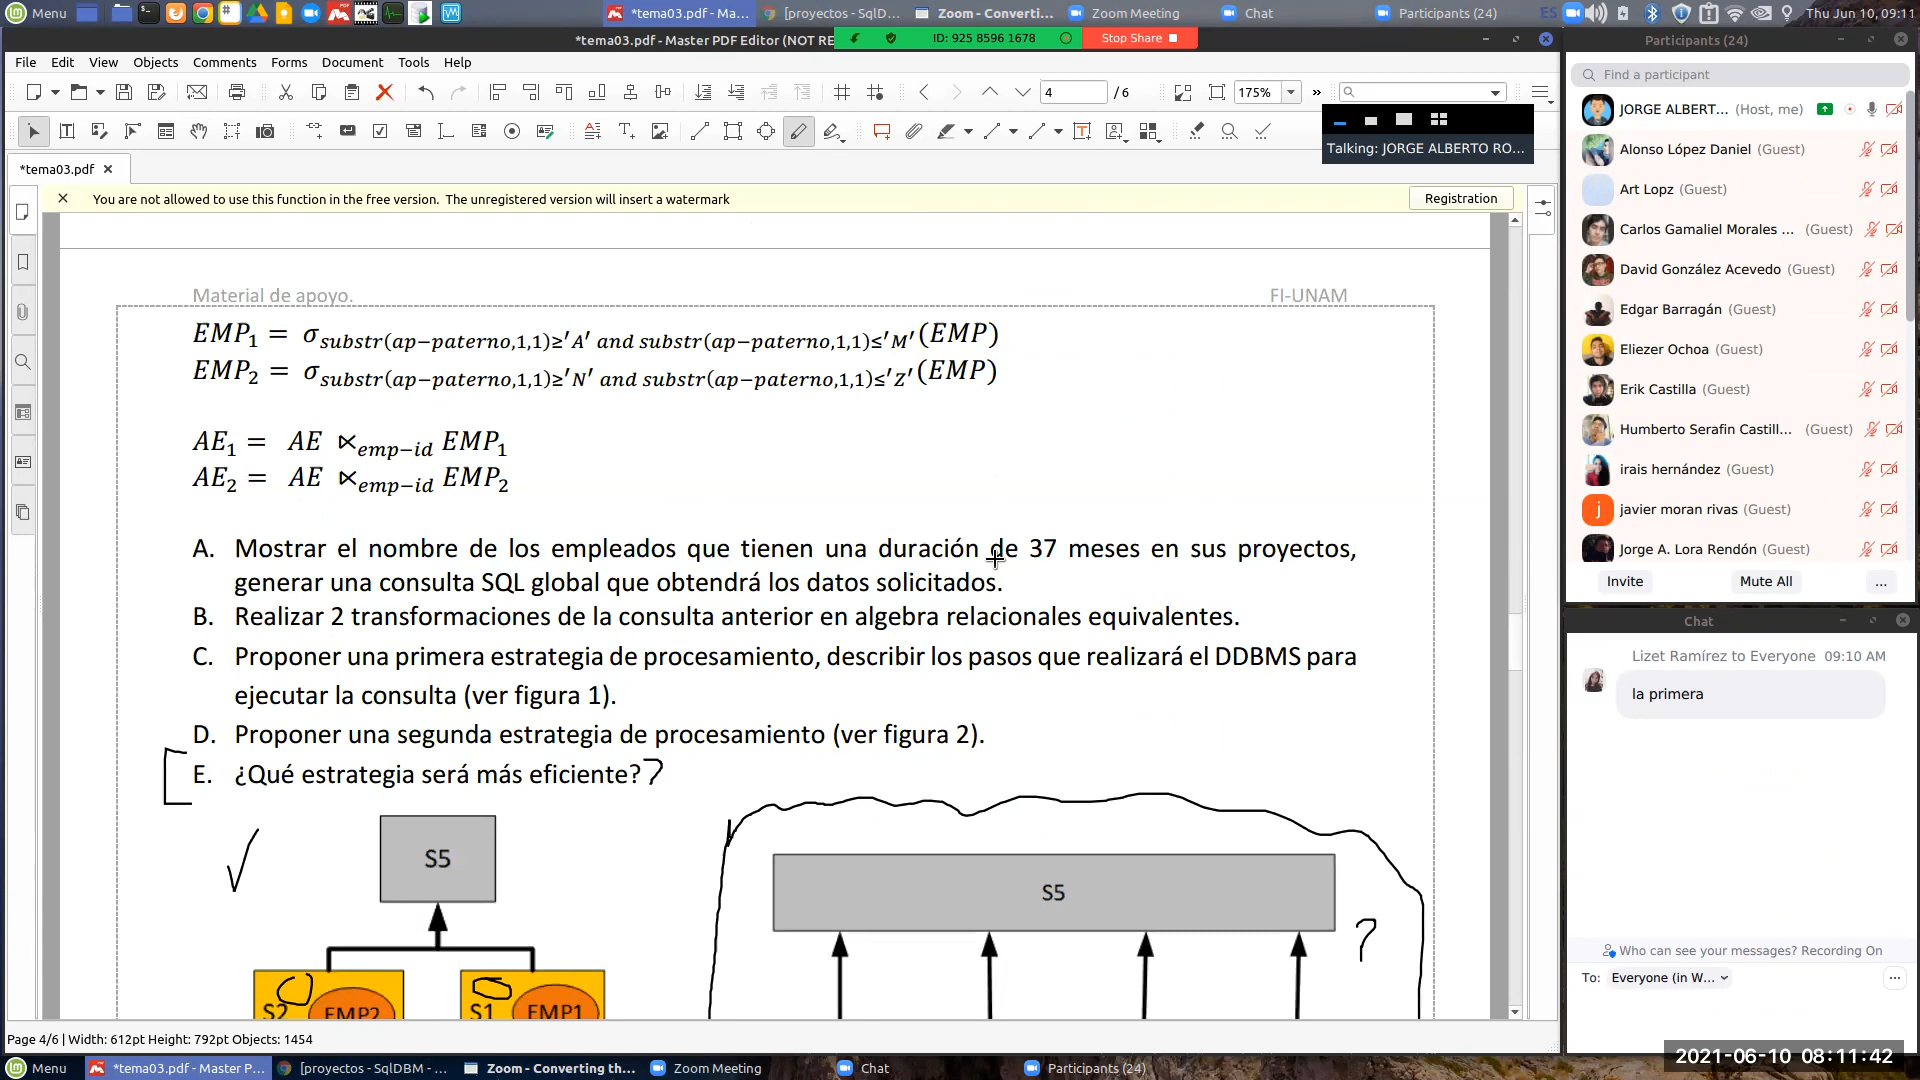 Menu
*tema03.pdf - Ma...
[proyectos - SqlD...
Zoom - Converti...
Zoom Meeting
Chat
Participants (24)
ES
Thu Jun 10, 09:11
*tema03.pdf - Master PDF Editor (NOT RE
ID: 925 8596 1678
Stop Share
File Edit View Objects Comments Forms Document Tools Help
4 / 6
175%
Talking: JORGE ALBERTO RO...
*tema03.pdf
You are not allowed to use this function in the free version. The unregistered version will insert a watermark
Registration
Material de apoyo. FI-UNAM
EMP₁ = σ substr(ap−paterno,1,1)≥'A' and substr(ap−paterno,1,1)≤'M' (EMP)
EMP₂ = σ substr(ap−paterno,1,1)≥'N' and substr(ap−paterno,1,1)≤'Z' (EMP)
AE₁ = AE ⋉ emp−id EMP₁
AE₂ = AE ⋉ emp−id EMP₂
A. Mostrar el nombre de los empleados que tienen una duración de 37 meses en sus proyectos,
generar una consulta SQL global que obtendrá los datos solicitados.
B. Realizar 2 transformaciones de la consulta anterior en algebra relacionales equivalentes.
C. Proponer una primera estrategia de procesamiento, describir los pasos que realizará el DDBMS para
ejecutar la consulta (ver figura 1).
D. Proponer una segunda estrategia de procesamiento (ver figura 2).
E. ¿Qué estrategia será más eficiente? ?
S5
S5
?
S2 EMP2
S1 EMP1
Page 4/6 | Width: 612pt Height: 792pt Objects: 1454
Participants (24)
Find a participant
JORGE ALBERT... (Host, me)
Alonso López Daniel (Guest)
Art Lopz (Guest)
Carlos Gamaliel Morales ... (Guest)
David González Acevedo (Guest)
Edgar Barragán (Guest)
Eliezer Ochoa (Guest)
Erik Castilla (Guest)
Humberto Serafin Castill... (Guest)
irais hernández (Guest)
j
javier moran rivas (Guest)
Jorge A. Lora Rendón (Guest)
Invite Mute All ...
Chat
Lizet Ramírez to Everyone 09:10 AM
la primera
Who can see your messages? Recording On
To: Everyone (in W...
Menu
*tema03.pdf - Master P...
[proyectos - SqlDBM - ...
Zoom - Converting th...
Zoom Meeting
Chat
Participants (24)
2021-06-10 08:11:42